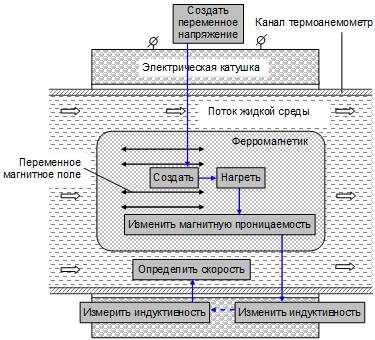 Создать
переменное
напряжение
Канал термоанемометр
Электрическая катушка
Поток жидкой среды
Ферромагнетик
Переменное
магнитное поле
Создать
Нагреть
Изменить магнитную проницаемость
Определить скорость
Измерить индуктивность
Изменить индуктивность